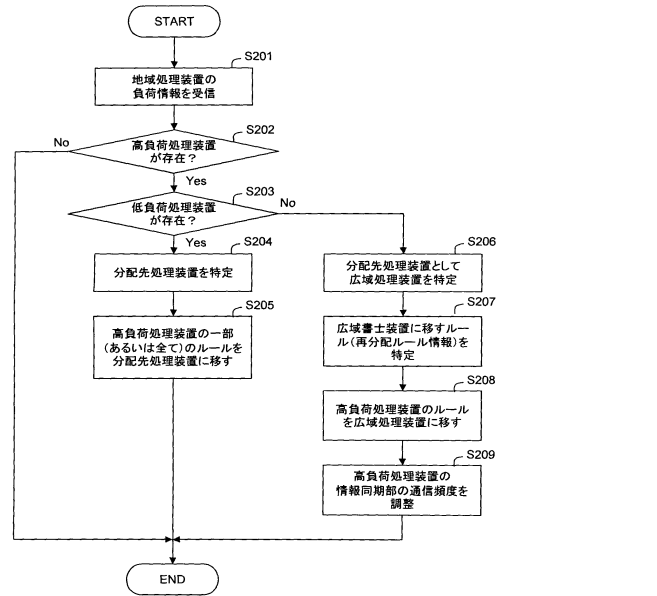 START
S201
地域処理装置の
負荷情報を受信
S202
高負荷処理装置
が存在？
No
Yes
S203
低負荷処理装置
が存在？
No
Yes
S204
分配先処理装置を特定
S205
高負荷処理装置の一部
（あるいは全て）のルールを
分配先処理装置に移す
S206
分配先処理装置として
広域処理装置を特定
S207
広域書士装置に移すルー
ル（再分配ルール情報）を
特定
S208
高負荷処理装置のルール
を広域処理装置に移す
S209
高負荷処理装置の
情報同期部の通信頻度を
調整
END